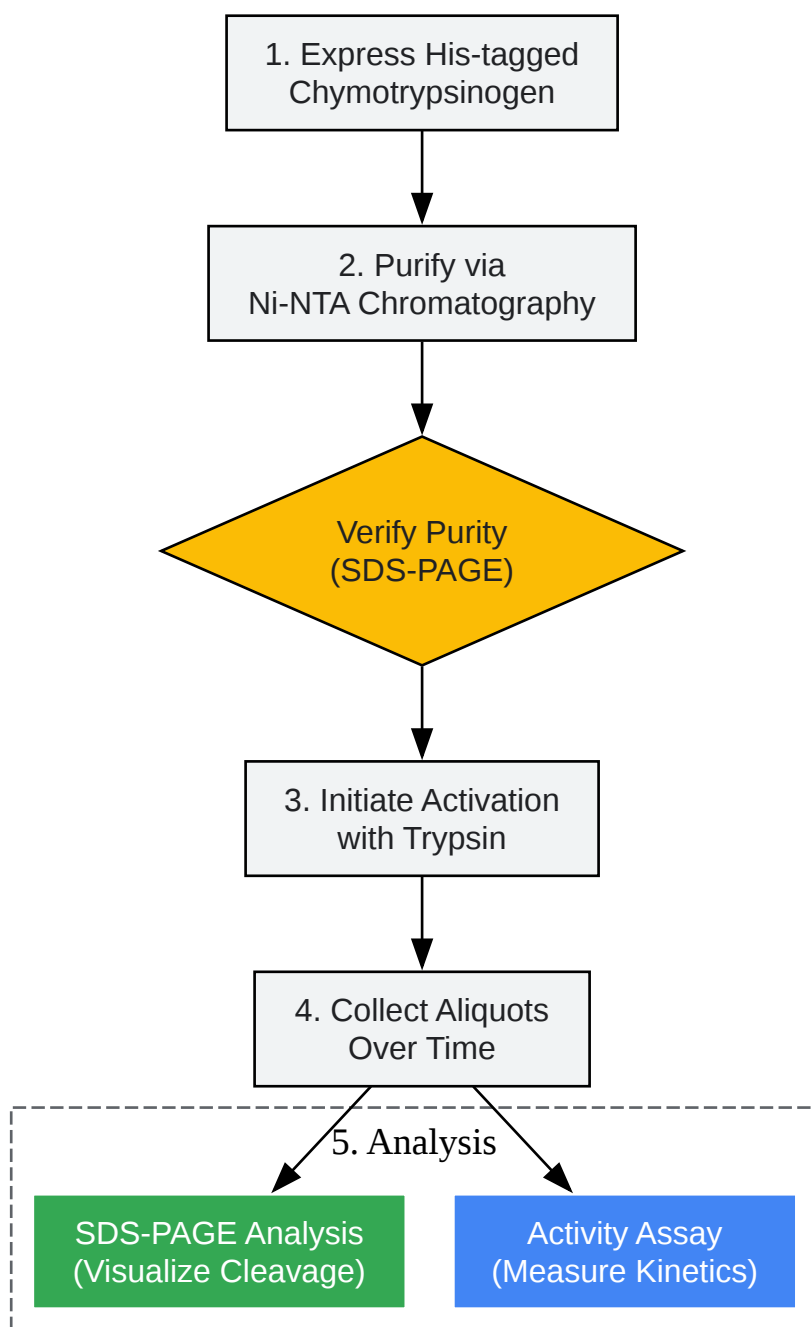 1. Express His-tagged
Chymotrypsinogen
2. Purify via
Ni-NTA Chromatography
Verify Purity
(SDS-PAGE)
3. Initiate Activation
with Trypsin
4. Collect Aliquots
Over Time
5. Analysis
SDS-PAGE Analysis
(Visualize Cleavage)
Activity Assay
(Measure Kinetics)